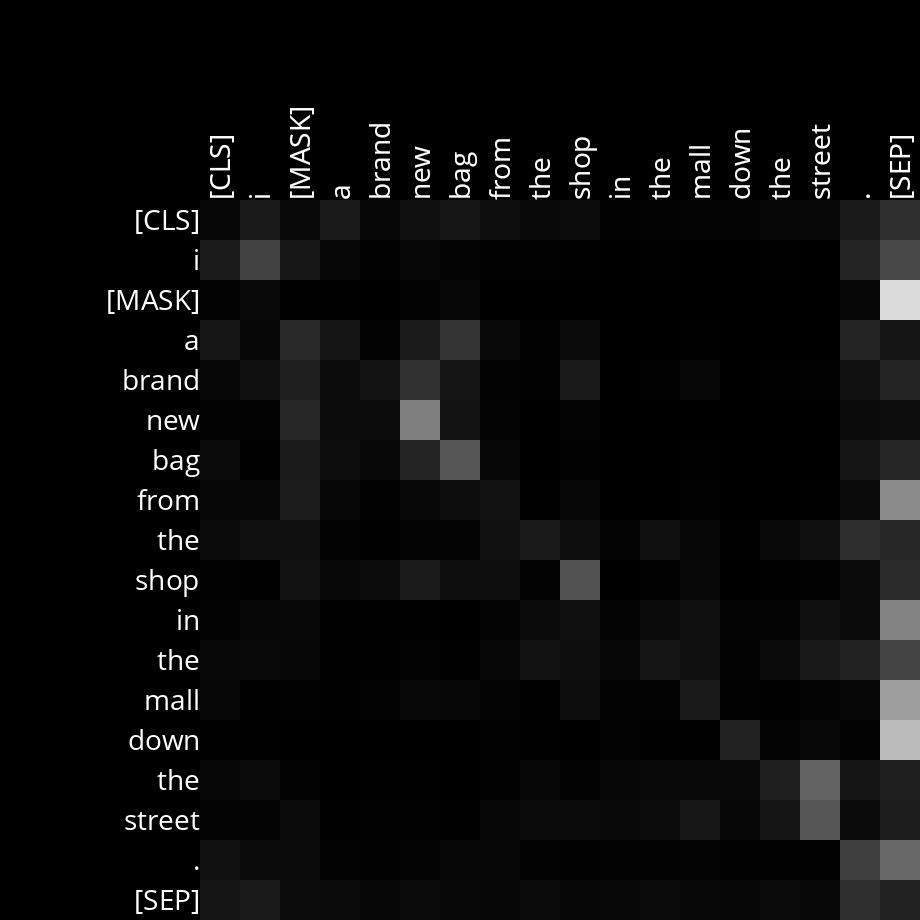 [CLS] i [MASK] a brand new bag from the shop in the mall down the street . [SEP]
[CLS]
i
[MASK]
a
brand
new
bag
from
the
shop
in
the
mall
down
the
street
.
[SEP]